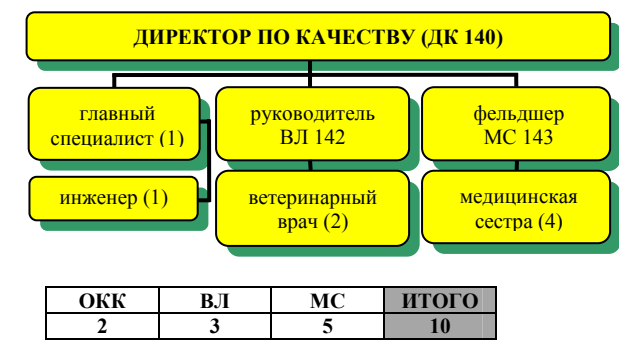 ДИРЕКТОР ПО КАЧЕСТВУ (ДК 140)
главный
специалист (1)
руководитель
ВЛ 142
фельдшер
МС 143
инженер (1)
ветеринарный
врач (2)
медицинская
сестра (4)
ОКК ВЛ МС ИТОГО
2 3 5 10